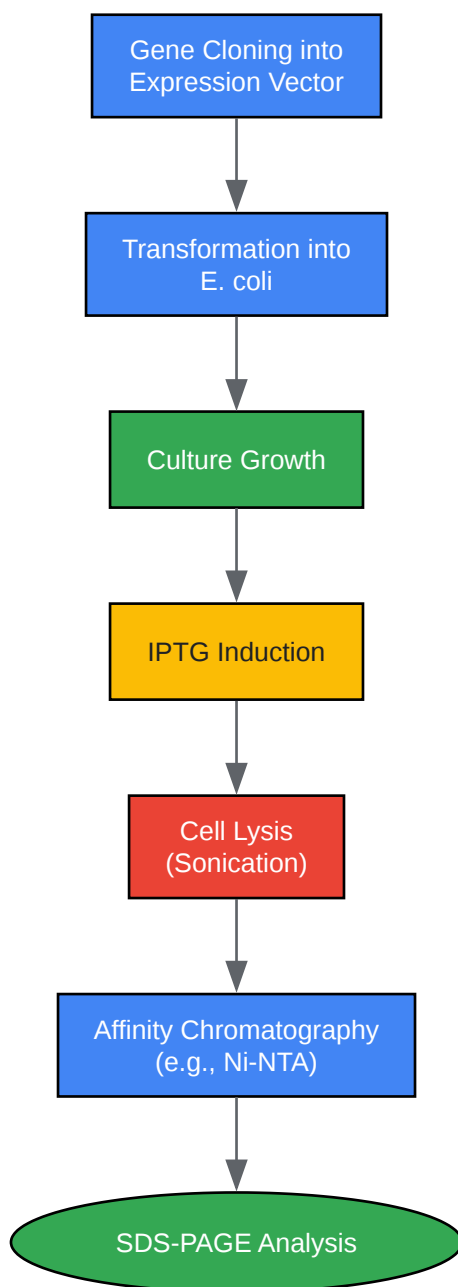 Gene Cloning into
Expression Vector
Transformation into
E. coli
Culture Growth
IPTG Induction
Cell Lysis
(Sonication)
Affinity Chromatography
(e.g., Ni-NTA)
SDS-PAGE Analysis